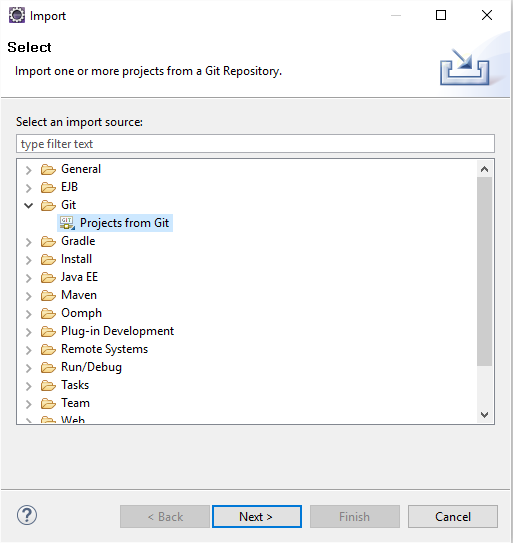 Import
Select
Import one or more projects from a Git Repository.
Select an import source:
type filter text
General
EJB
Git
GIT
Projects from Git
Gradle
Install
Java EE
Maven
Oomph
Plug-in Development
Remote Systems
Run/Debug
Tasks
Team
Web
? < Back Next > Finish Cancel